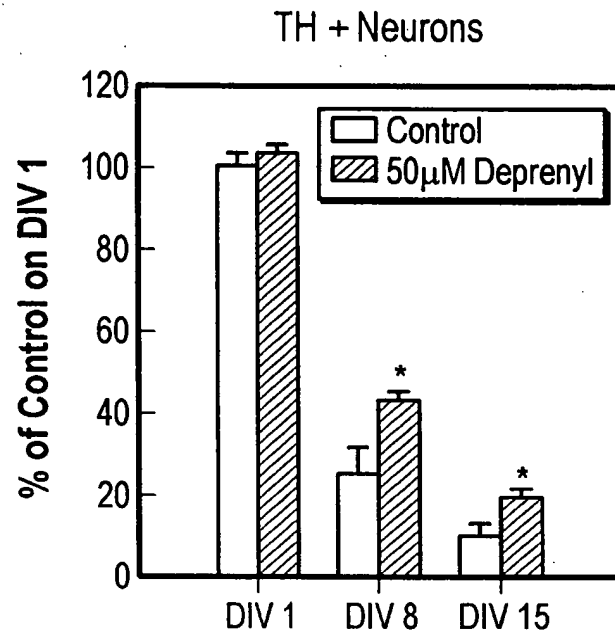 TH + Neurons
% of Control on DIV 1
120
100
80
60
40
20
0
Control
50μM Deprenyl
*
*
DIV 1 DIV 8 DIV 15